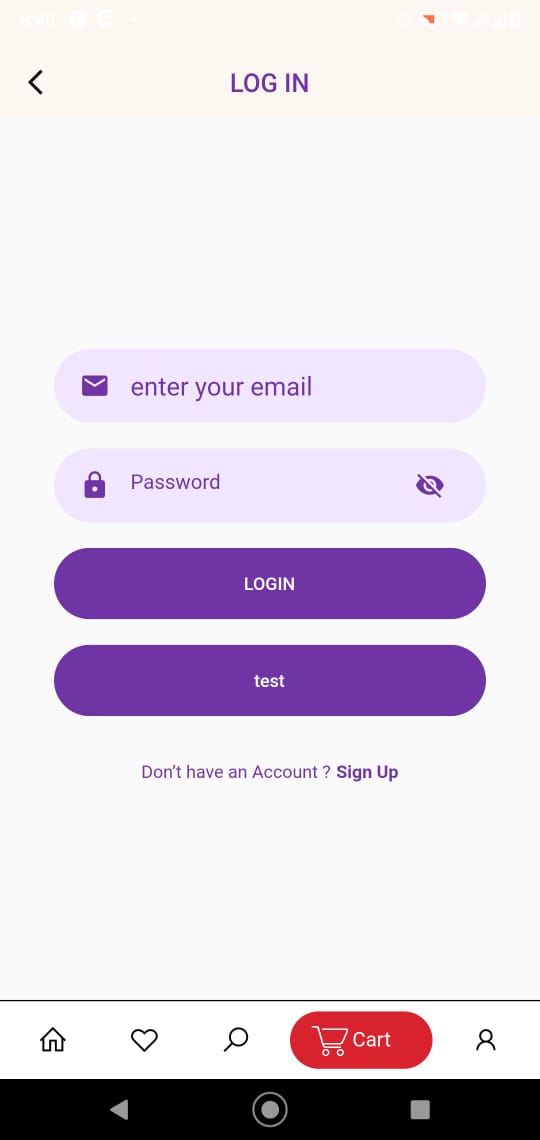 8:40
LOG IN
enter your email
Password
LOGIN
test
Don't have an Account ? Sign Up
Cart